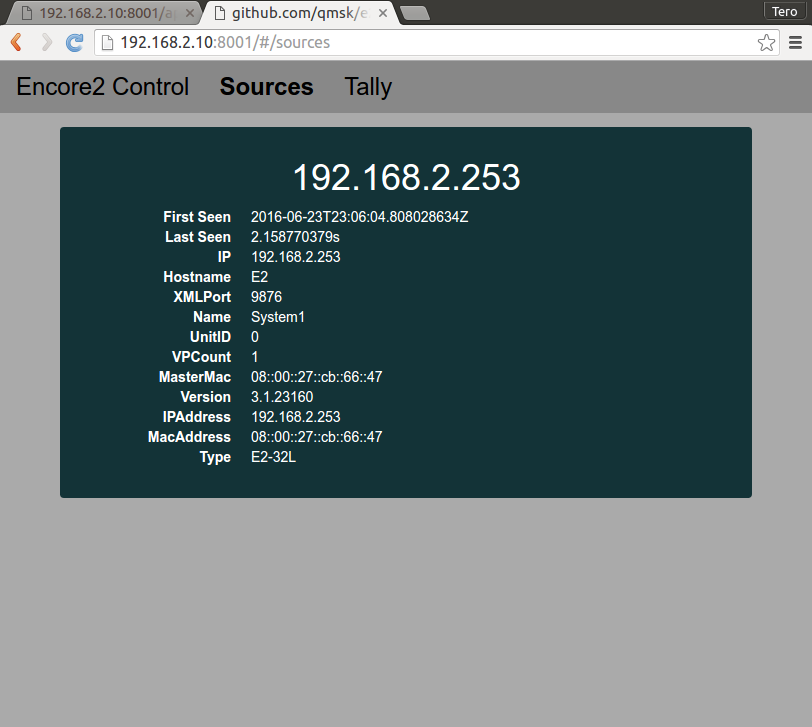 192.168.2.10:8001/a
github.com/qmsk/e
Tero
192.168.2.10:8001/#/sources
Encore2 Control Sources Tally
192.168.2.253
First Seen 2016-06-23T23:06:04.808028634Z
Last Seen 2.158770379s
IP 192.168.2.253
Hostname E2
XMLPort 9876
Name System1
UnitID 0
VPCount 1
MasterMac 08::00::27::cb::66::47
Version 3.1.23160
IPAddress 192.168.2.253
MacAddress 08::00::27::cb::66::47
Type E2-32L